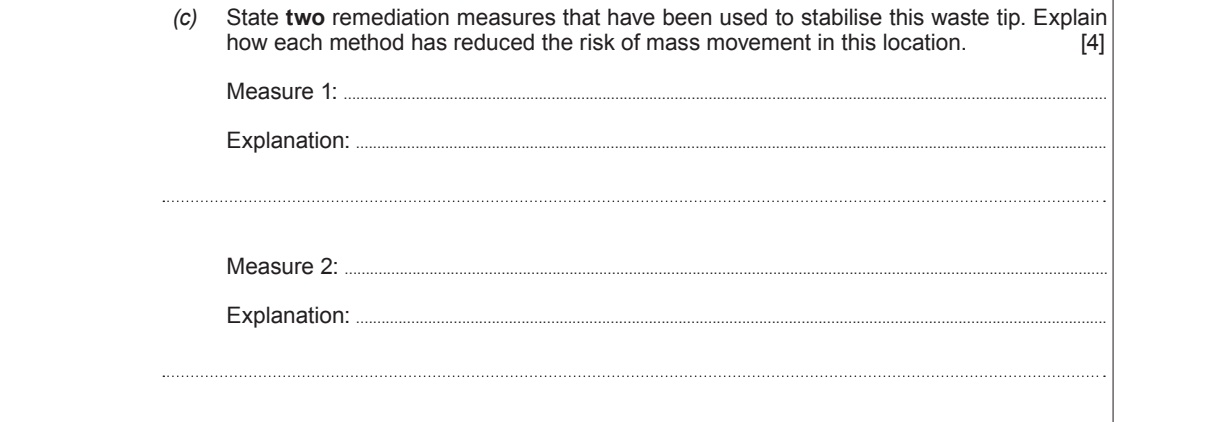 (c) State two remediation measures that have been used to stabilise this waste tip. Explain
how each method has reduced the risk of mass movement in this location. [4]
Measure 1:
Explanation:
Measure 2:
Explanation: